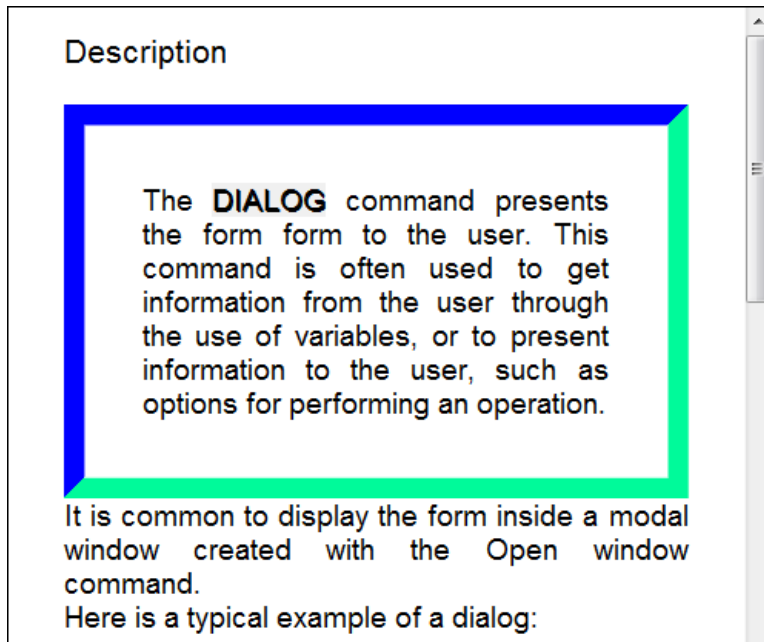 Description
The DIALOG command presents
the form form to the user. This
command is often used to get
information from the user through
the use of variables, or to present
information to the user, such as
options for performing an operation.
It is common to display the form inside a modal
window created with the Open window
command.
Here is a typical example of a dialog: